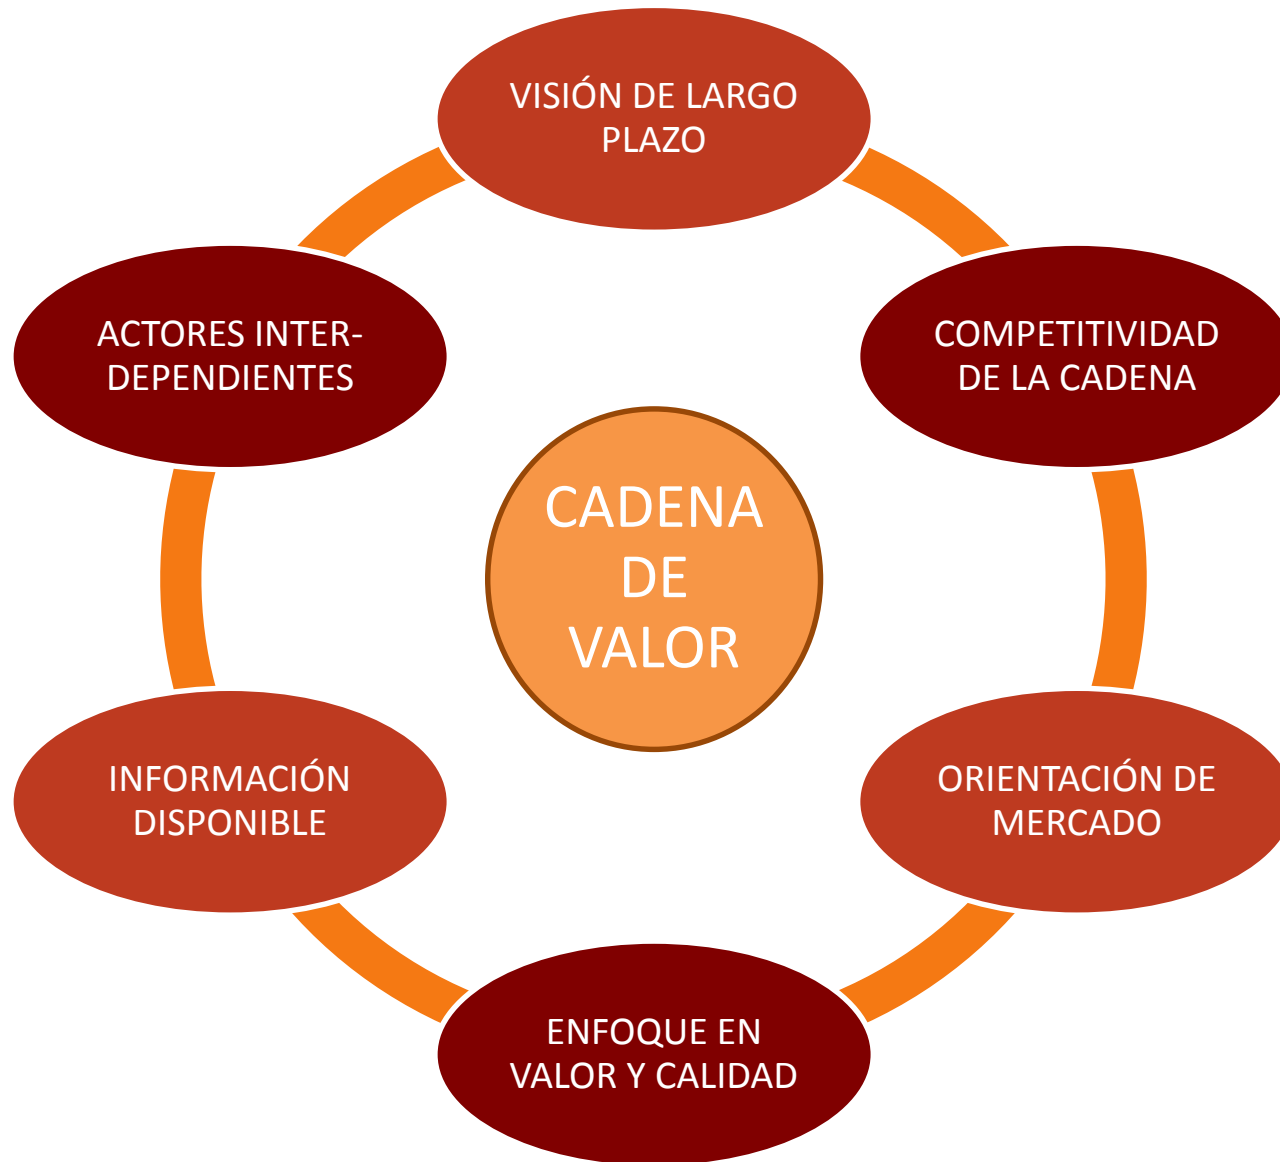 VISIÓN DE LARGO
PLAZO
COMPETITIVIDAD
DE LA CADENA
ORIENTACIÓN DE
MERCADO
ENFOQUE EN
VALOR Y CALIDAD
INFORMACIÓN
DISPONIBLE
ACTORES INTER-
DEPENDIENTES
CADENA
DE
VALOR